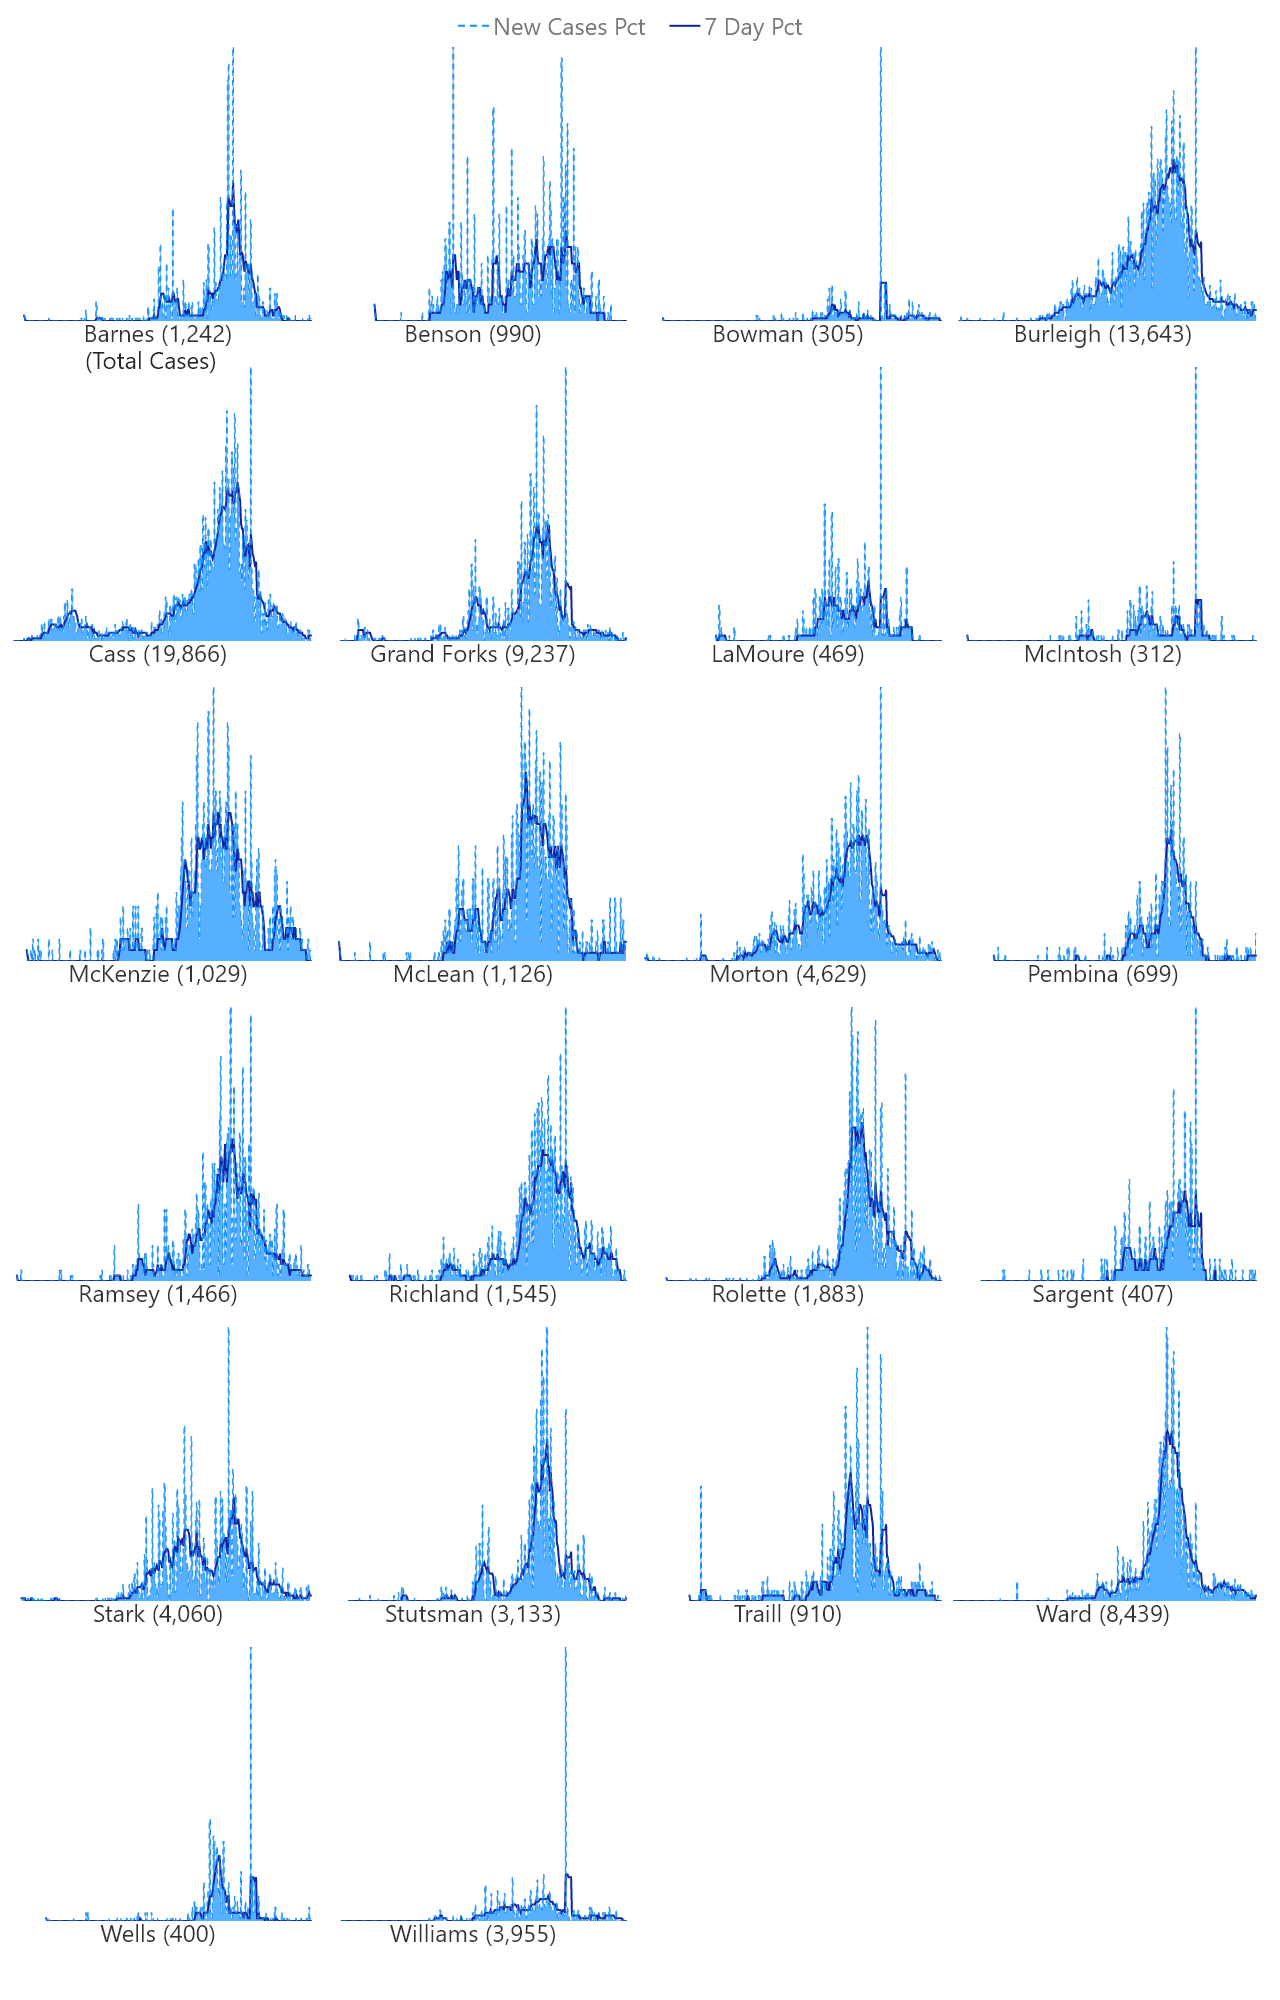 New Cases Pct 7 Day Pct
Barnes (1,242) Benson (990) Bowman (305) Burleigh (13,643)
(Total Cases)
Cass (19,866) Grand Forks (9,237) LaMoure (469) McIntosh (312)
McKenzie (1,029) McLean (1,126) Morton (4,629) Pembina (699)
Ramsey (1,466) Richland (1,545) Rolette (1,883) Sargent (407)
Stark (4,060) Stutsman (3,133) Traill (910) Ward (8,439)
Wells (400) Williams (3,955)